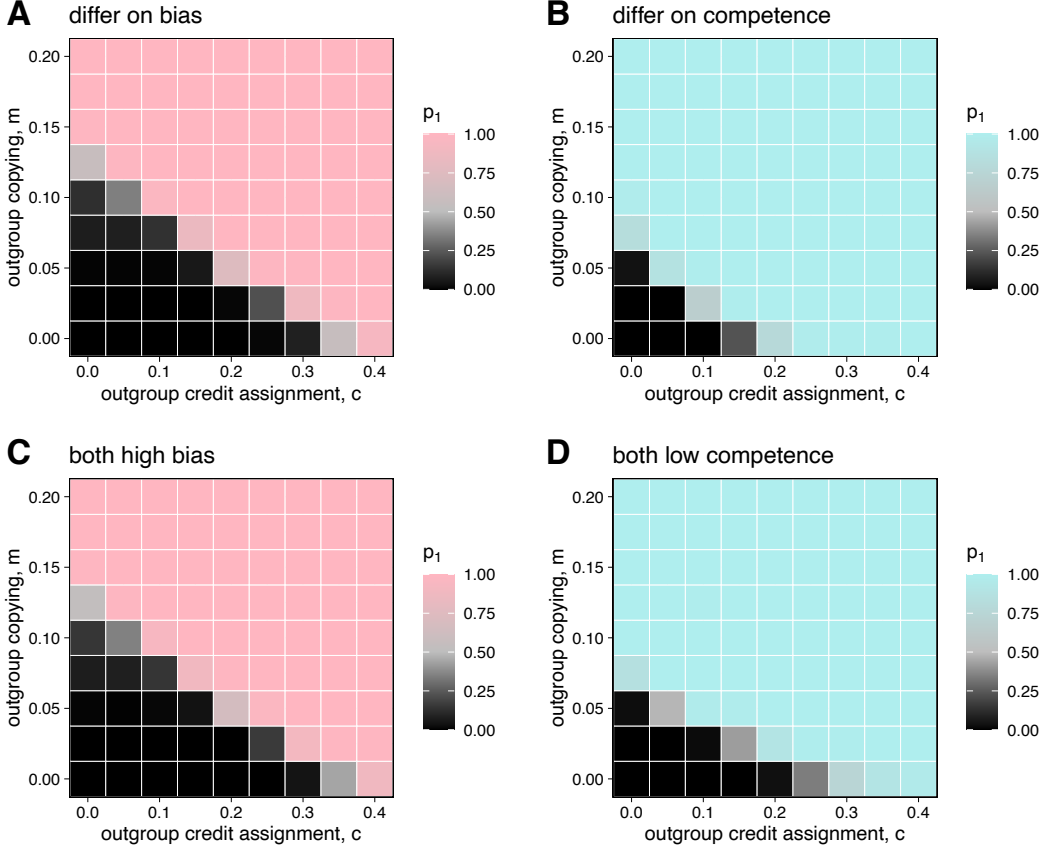 A differ on bias
0.20
0.15
0.10
0.05
0.00
outgroup copying, m
0.0 0.1 0.2 0.3 0.4
outgroup credit assignment, c
p1
1.00
0.75
0.50
0.25
0.00
B differ on competence
0.20
0.15
0.10
0.05
0.00
outgroup copying, m
0.0 0.1 0.2 0.3 0.4
outgroup credit assignment, c
p1
1.00
0.75
0.50
0.25
0.00
C both high bias
0.20
0.15
0.10
0.05
0.00
outgroup copying, m
0.0 0.1 0.2 0.3 0.4
outgroup credit assignment, c
p1
1.00
0.75
0.50
0.25
0.00
D both low competence
0.20
0.15
0.10
0.05
0.00
outgroup copying, m
0.0 0.1 0.2 0.3 0.4
outgroup credit assignment, c
p1
1.00
0.75
0.50
0.25
0.00